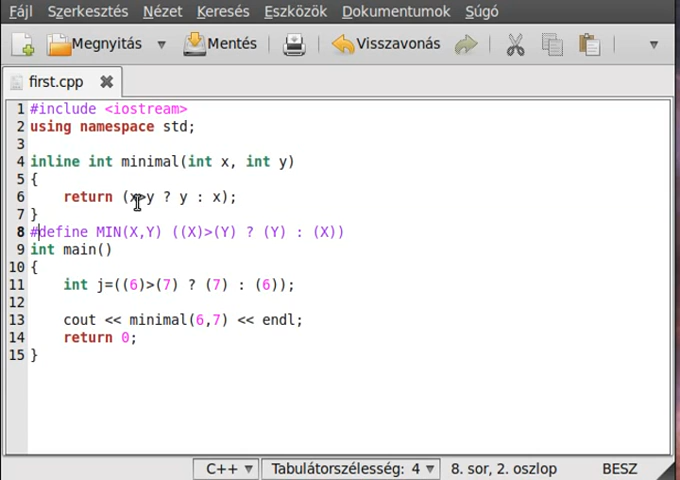 Fájl Szerkesztés Nézet Keresés Eszközök Dokumentumok Súgó
Megnyitás Mentés Visszavonás
first.cpp
1 #include <iostream>
2 using namespace std;
3
4 inline int minimal(int x, int y)
5 {
6 return (x>y ? y : x);
7 }
8 #define MIN(X,Y) ((X)>(Y) ? (Y) : (X))
9 int main()
10 {
11 int j=((6)>(7) ? (7) : (6));
12
13 cout << minimal(6,7) << endl;
14 return 0;
15 }
C++ Tabulátorszélesség: 4 8. sor, 2. oszlop BESZ